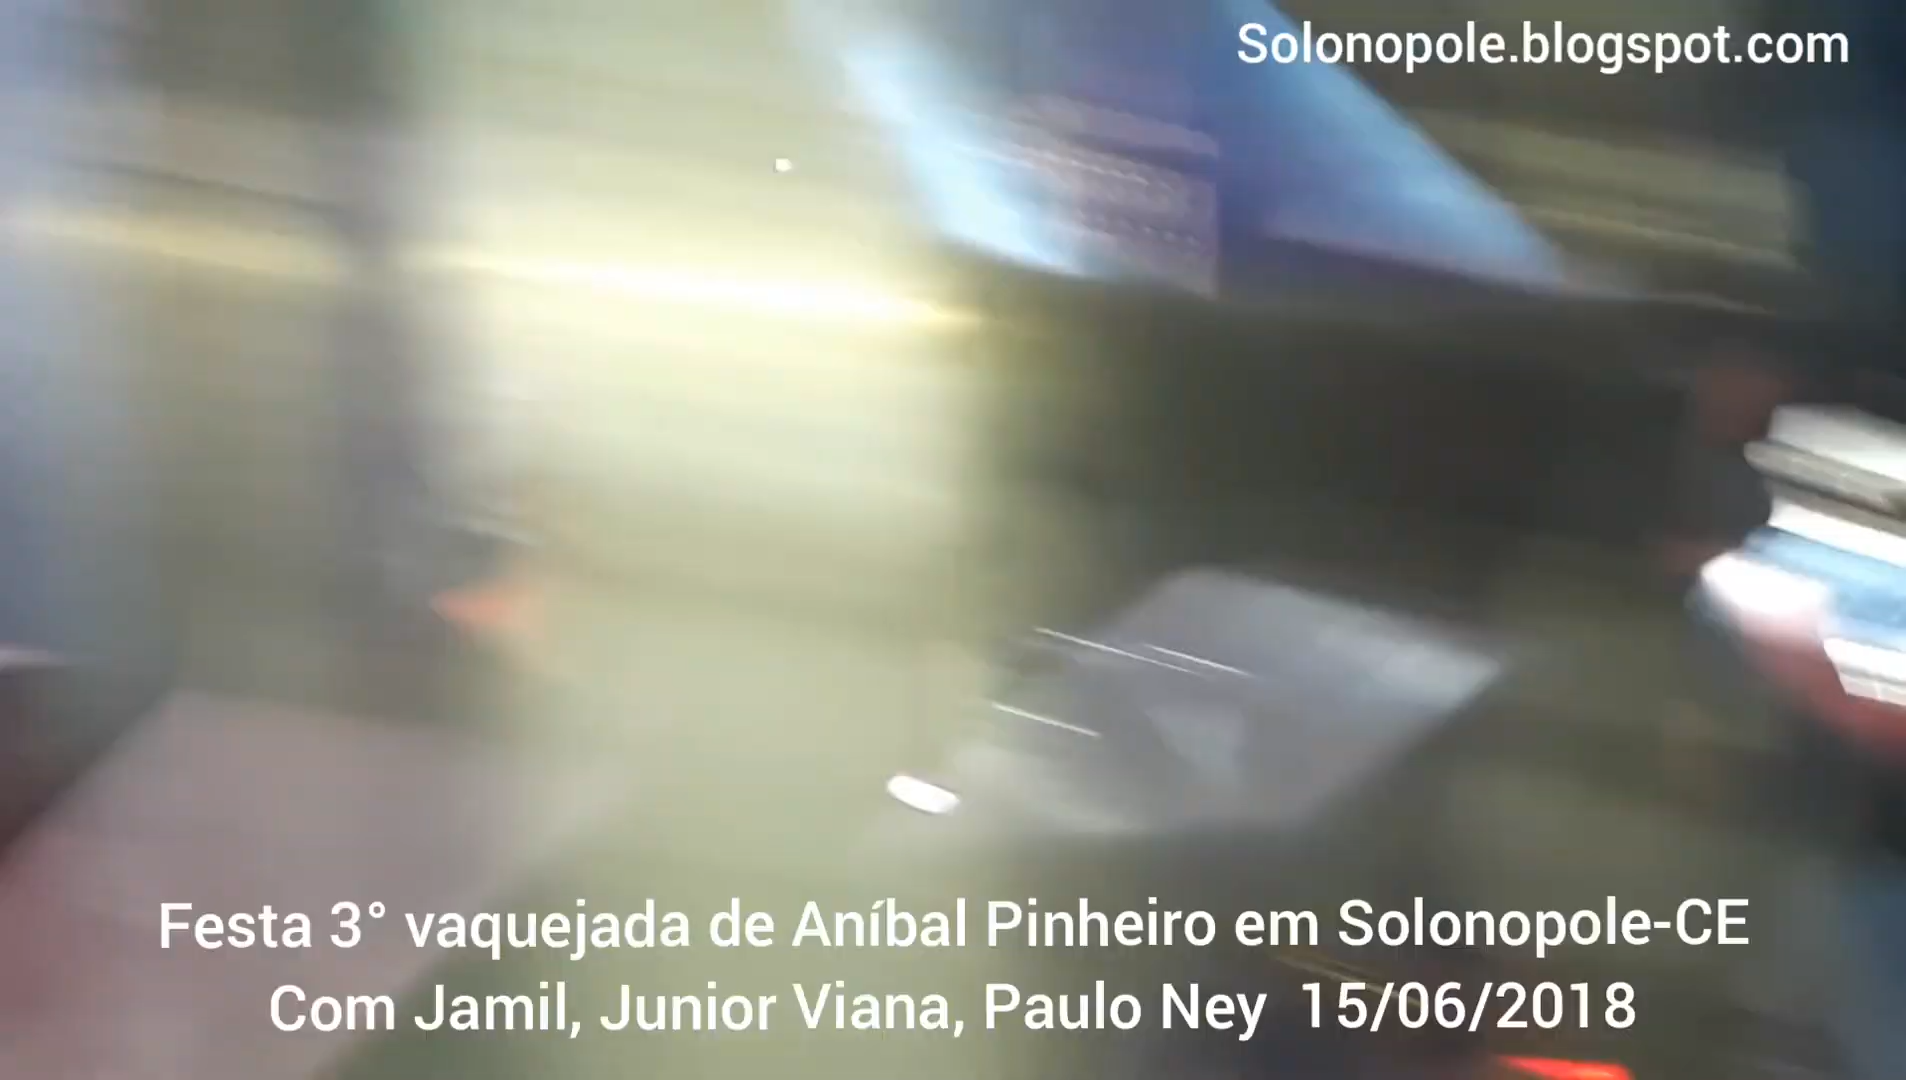 Solonopole.blogspot.com
Festa 3° vaquejada de Aníbal Pinheiro em Solonopole-CE
Com Jamil, Junior Viana, Paulo Ney 15/06/2018